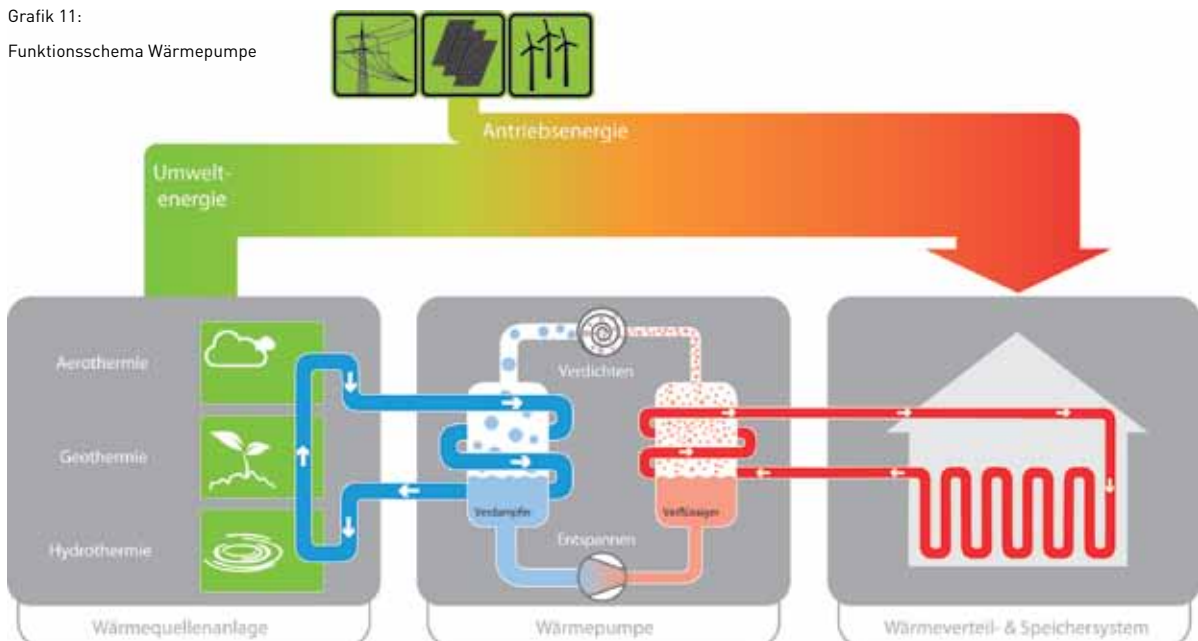 Grafik 11:
Funktionsschema Wärmepumpe
Antriebsenergie
Umwelt-
energie
Aerothermie
Geothermie
Hydrothermie
Verdichten
Verdampfer
Verflüssiger
Entspannen
Wärmequellenanlage
Wärmepumpe
Wärmeverteil- & Speichersystem